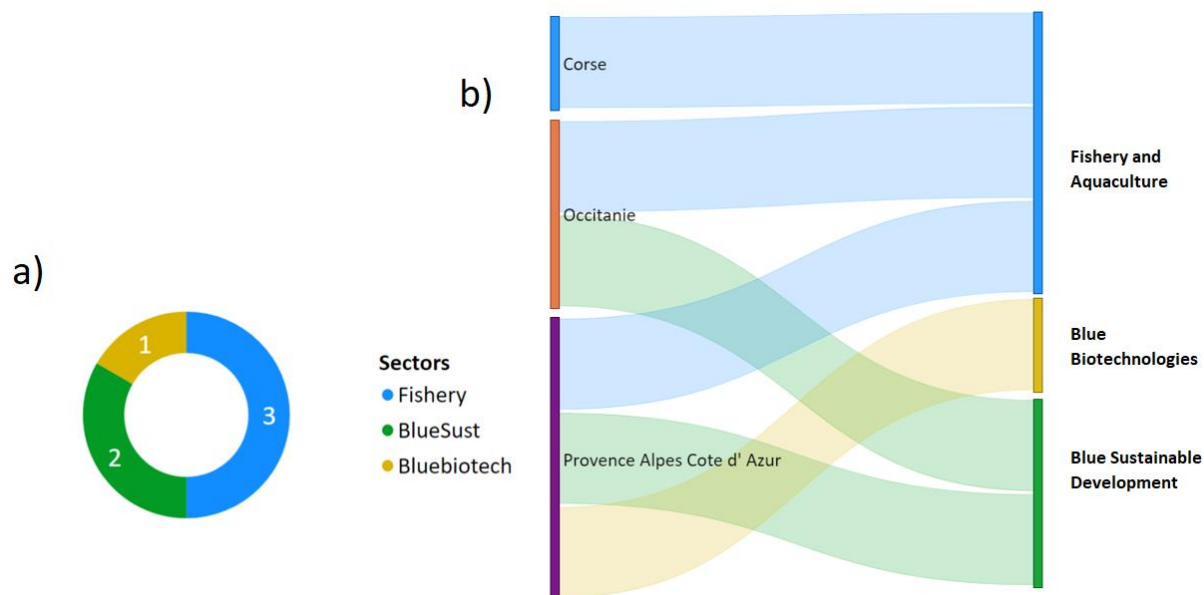 a)
1
3
2
Sectors
Fishery
BlueSust
Bluebiotech
b)
Corse
Occitanie
Provence Alpes Cote d' Azur
Fishery and
Aquaculture
Blue
Biotechnologies
Blue Sustainable
Development